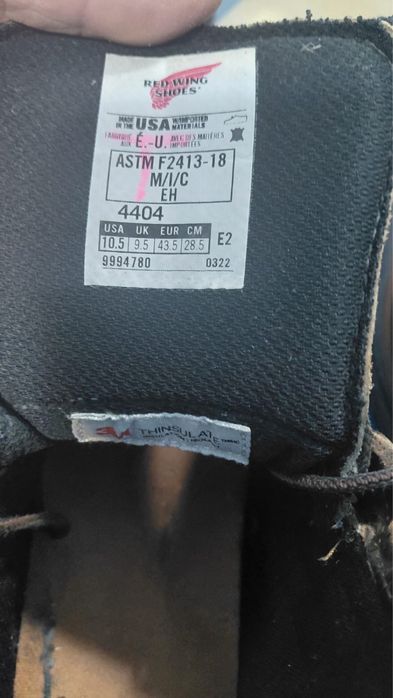 RED WING
SHOES
MADE IN THE USA W/IMPORTED MATERIALS
FABRIQUÉ AUX É.-U. AVEC DES MATIÈRES IMPORTÉES
ASTM F2413-18
M/I/C
EH
4404
USA UK EUR CM
10.5 9.5 43.5 28.5 E2
9994780 0322
3M THINSULATE